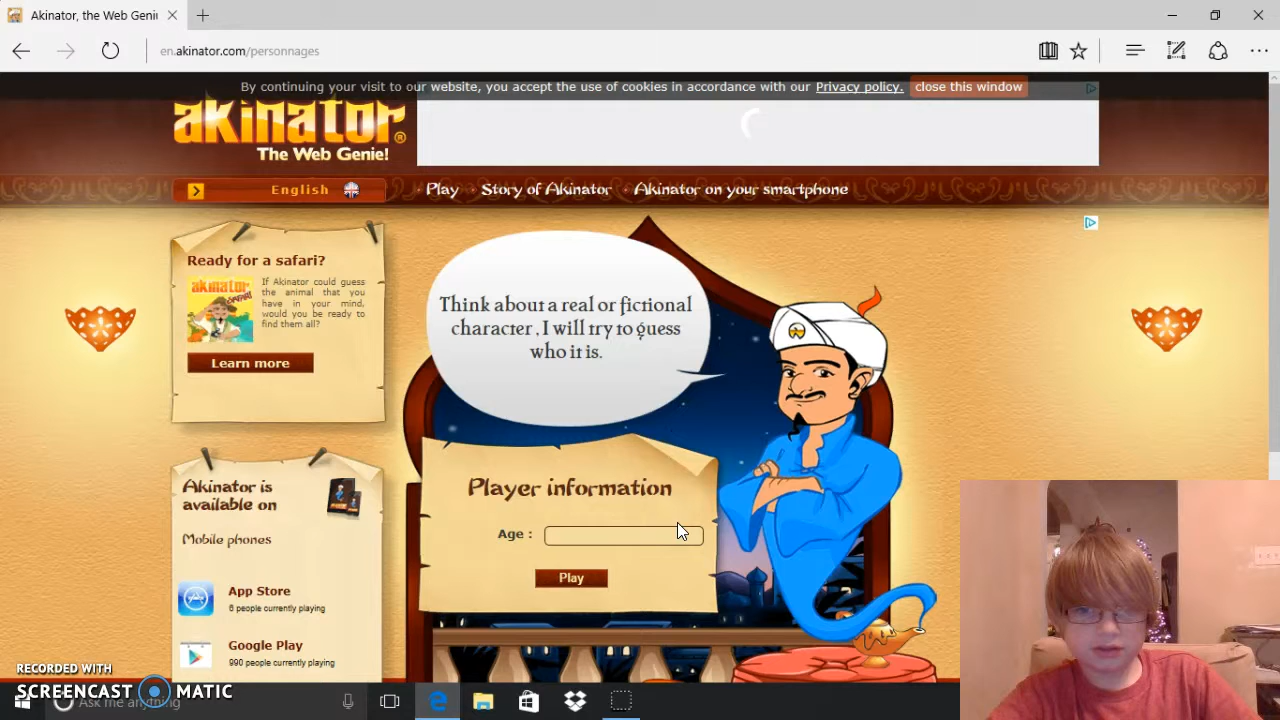 Akinator, the Web Geni
en.akinator.com/personnages
By continuing your visit to our website, you accept the use of cookies in accordance with our Privacy policy. close this window
akinator®
The Web Genie!
English
Play · Story of Akinator · Akinator on your smartphone
Ready for a safari?
akinator
If Akinator could guess
the animal that you
have in your mind,
would you be ready to
find them all?
Learn more
Think about a real or fictional
character . I will try to guess
who it is.
Player information
Age :
Play
Akinator is
available on
Mobile phones
App Store
6 people currently playing
Google Play
990 people currently playing
RECORDED WITH
SCREENCAST MATIC
Ask me anything